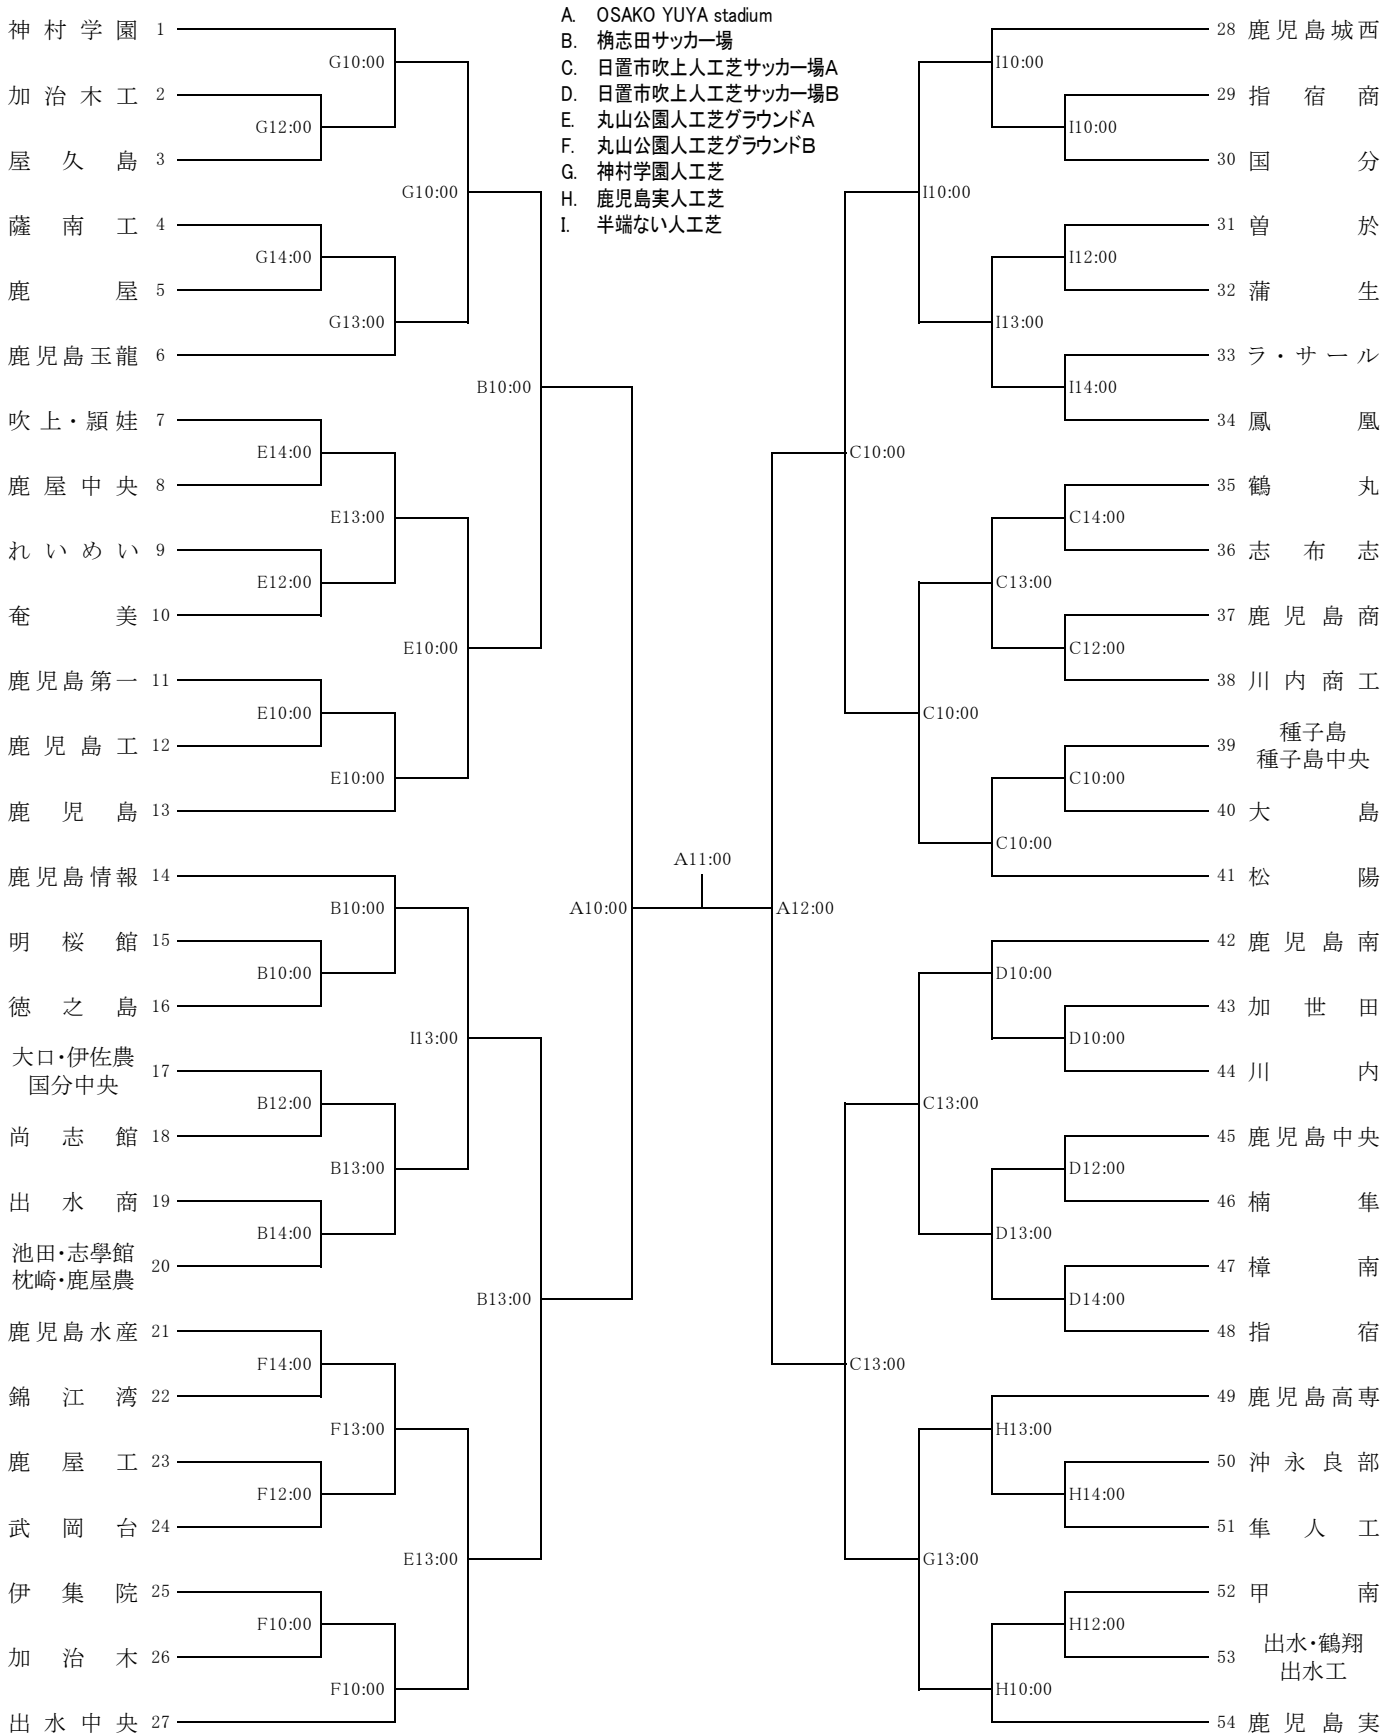 A. OSAKO YUYA stadium
B. 桷志田サッカー場
C. 日置市吹上人工芝サッカー場A
D. 日置市吹上人工芝サッカー場B
E. 丸山公園人工芝グラウンドA
F. 丸山公園人工芝グラウンドB
G. 神村学園人工芝
H. 鹿児島実人工芝
I. 半端ない人工芝
神村学園 1
G10:00
加治木工 2
G12:00
屋久島 3
G10:00
薩南工 4
G14:00
鹿屋 5
G13:00
鹿児島玉龍 6
B10:00
吹上・頴娃 7
E14:00
鹿屋中央 8
E13:00
れいめい 9
E12:00
奄美 10
E10:00
鹿児島第一 11
E10:00
鹿児島工 12
E10:00
鹿児島 13
鹿児島情報 14
B10:00
明桜館 15
B10:00
徳之島 16
I13:00
大口・伊佐農
国分中央
17
B12:00
尚志館 18
B13:00
出水商 19
B14:00
池田・志學館
枕崎・鹿屋農
20
B13:00
鹿児島水産 21
F14:00
錦江湾 22
F13:00
鹿屋工 23
F12:00
武岡台 24
E13:00
伊集院 25
F10:00
加治木 26
F10:00
出水中央 27
A10:00
A11:00
A12:00
28 鹿児島城西
I10:00
29 指宿商
I10:00
30 国分
I10:00
31 曽於
I12:00
32 蒲生
I13:00
33 ラ・サール
I14:00
34 鳳凰
C10:00
35 鶴丸
C14:00
36 志布志
C13:00
37 鹿児島商
C12:00
38 川内商工
C10:00
39
種子島
種子島中央
C10:00
40 大島
C10:00
41 松陽
42 鹿児島南
D10:00
43 加世田
D10:00
44 川内
C13:00
45 鹿児島中央
D12:00
46 楠隼
D13:00
47 樟南
D14:00
48 指宿
C13:00
49 鹿児島高専
H13:00
50 沖永良部
H14:00
51 隼人工
G13:00
52 甲南
H12:00
53
出水・鶴翔
出水工
H10:00
54 鹿児島実